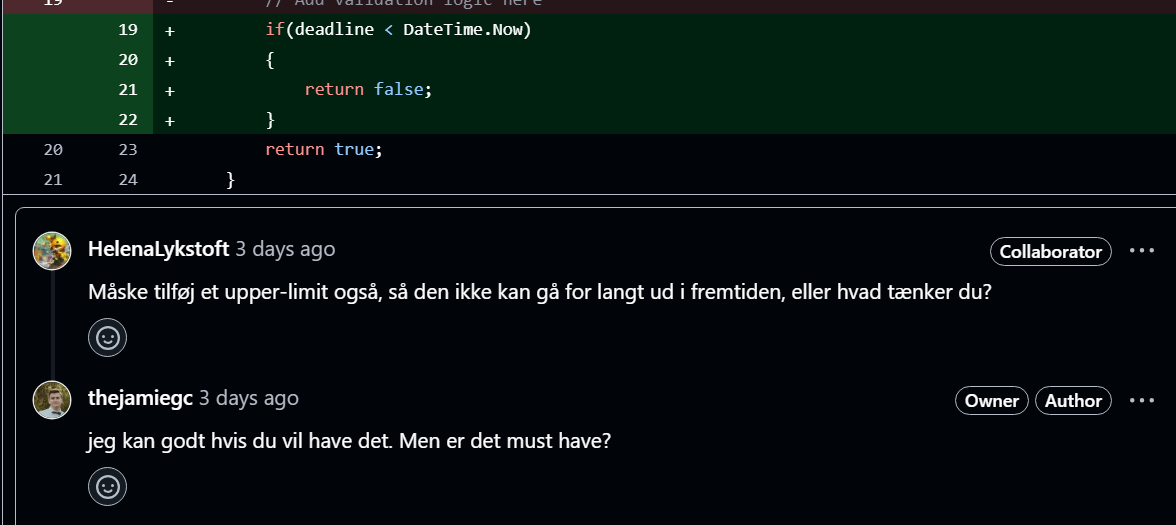 19 - // Add validation logic here
19 + if(deadline < DateTime.Now)
20 + {
21 + return false;
22 + }
20 23 return true;
21 24 }
HelenaLykstoft 3 days ago Collaborator ...
Måske tilføj et upper-limit også, så den ikke kan gå for langt ud i fremtiden, eller hvad tænker du?
thejamiegc 3 days ago Owner Author ...
jeg kan godt hvis du vil have det. Men er det must have?